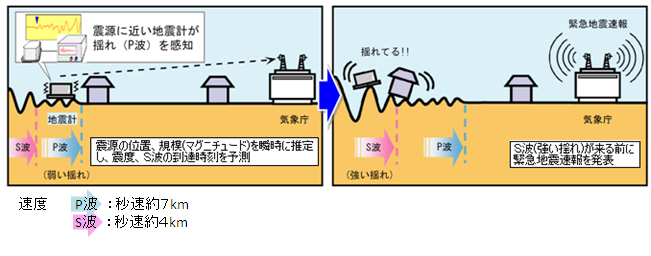 震源に近い地震計が
揺れ（P波）を感知
地震計
気象庁
S波
P波
(弱い揺れ)
震源の位置、規模(マグニチュード)を瞬時に推定
し、震度、S波の到達時刻を予測
揺れてる!!
緊急地震速報
気象庁
S波
P波
(強い揺れ)
S波(強い揺れ)が来る前に
緊急地震速報を発表
速度 P波：秒速約7km
S波：秒速約4km